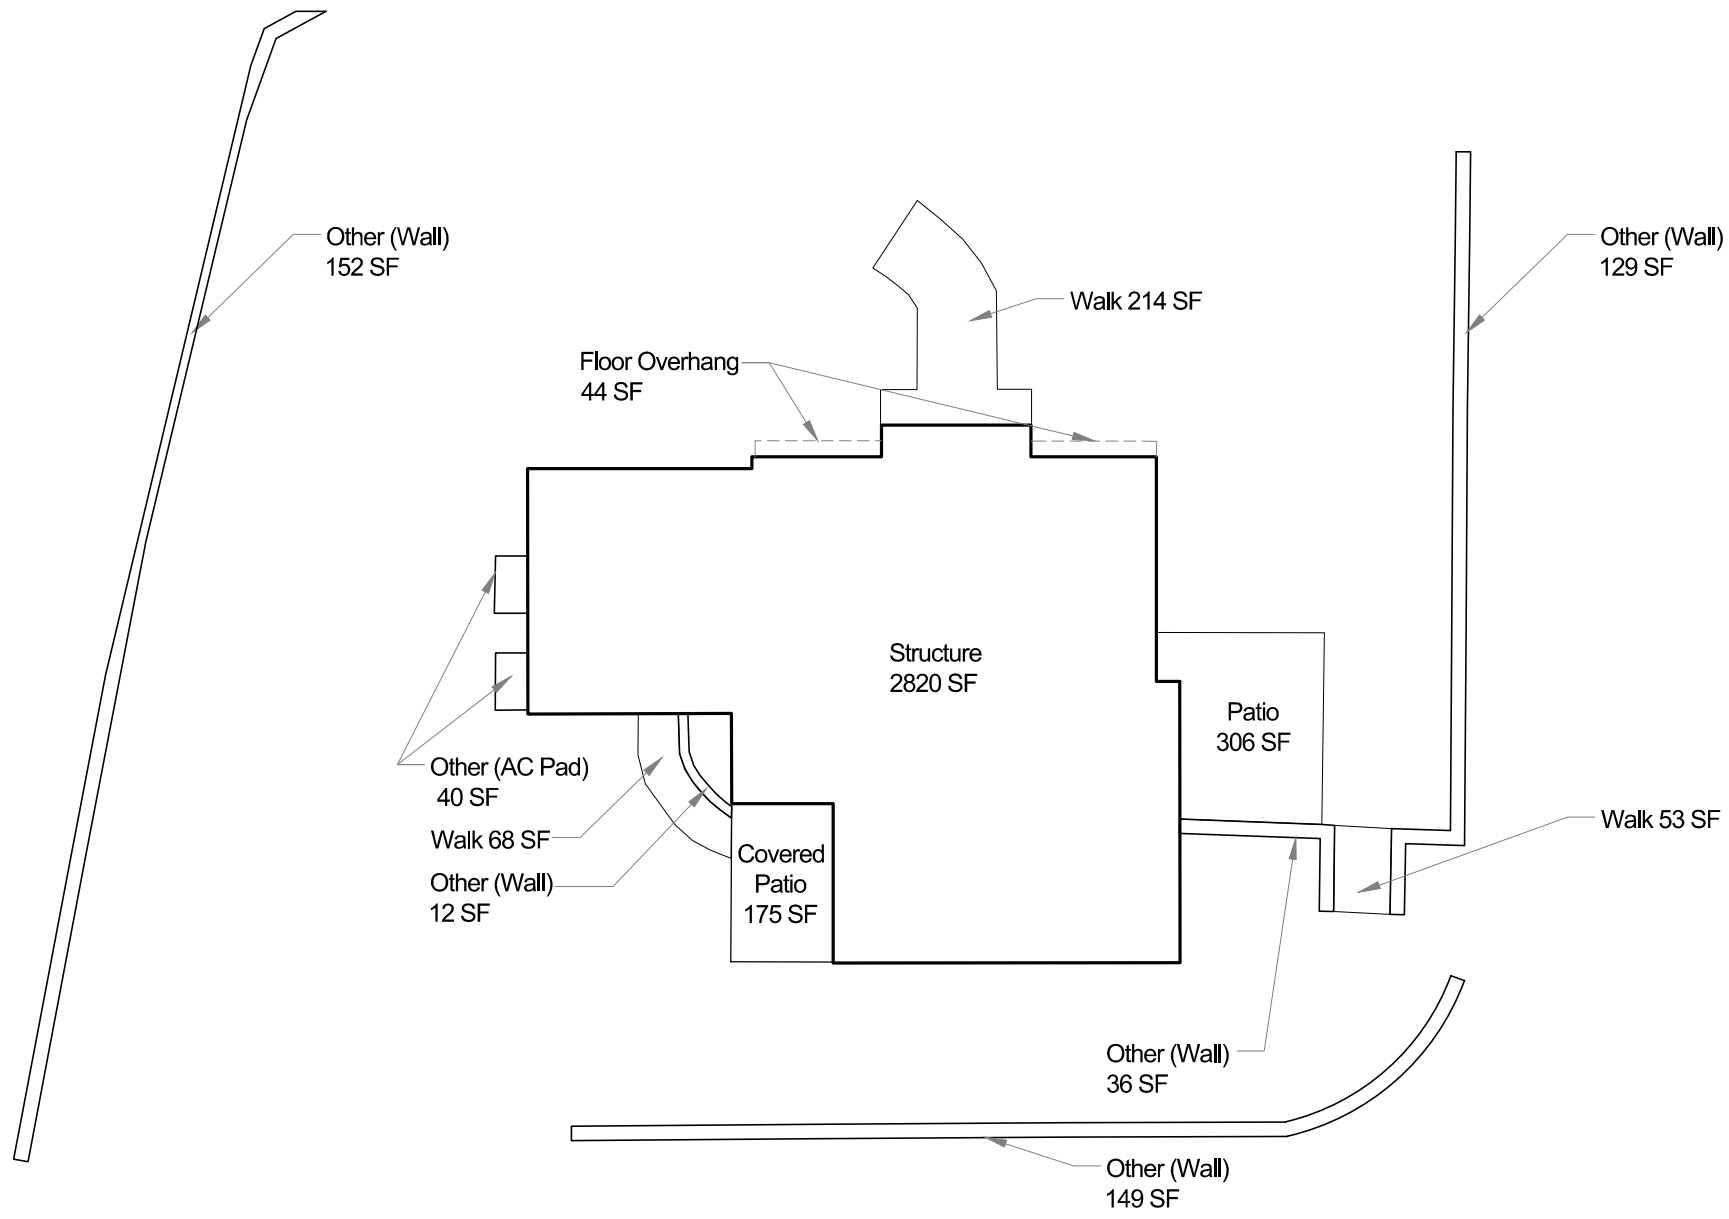 Other (Wall)
152 SF
Other (Wall)
129 SF
Walk 214 SF
Floor Overhang
44 SF
Structure
2820 SF
Patio
306 SF
Other (AC Pad)
40 SF
Walk 53 SF
Walk 68 SF
Covered
Patio
175 SF
Other (Wall)
12 SF
Other (Wall)
36 SF
Other (Wall)
149 SF